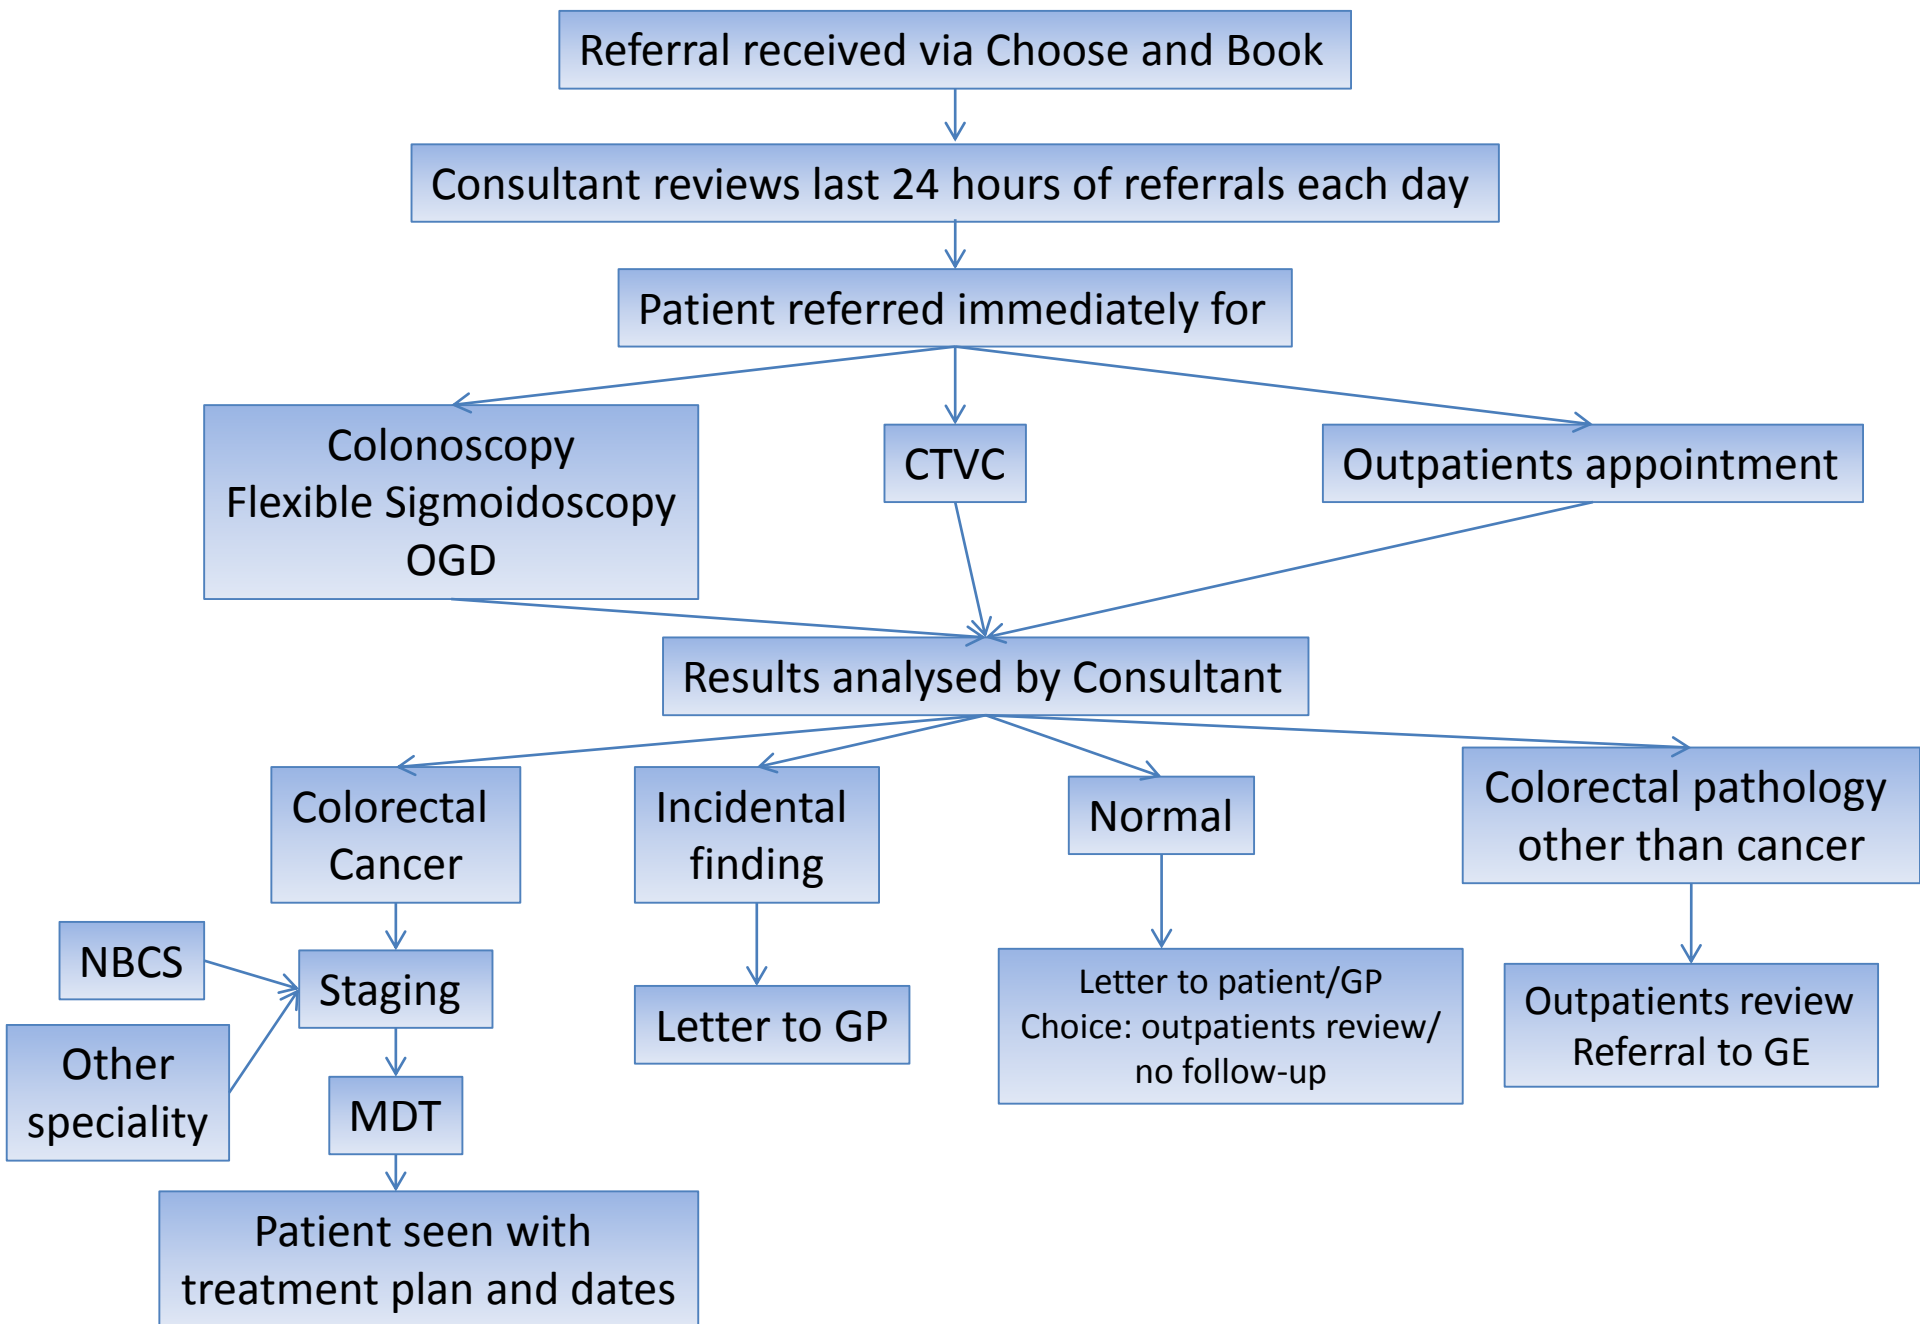 Referral received via Choose and Book
Consultant reviews last 24 hours of referrals each day
Patient referred immediately for
Colonoscopy
Flexible Sigmoidoscopy
OGD
CTVC
Outpatients appointment
Results analysed by Consultant
Colorectal
Cancer
Incidental
finding
Normal
Colorectal pathology
other than cancer
NBCS
Other
speciality
Staging
MDT
Patient seen with
treatment plan and dates
Letter to GP
Letter to patient/GP
Choice: outpatients review/
no follow-up
Outpatients review
Referral to GE